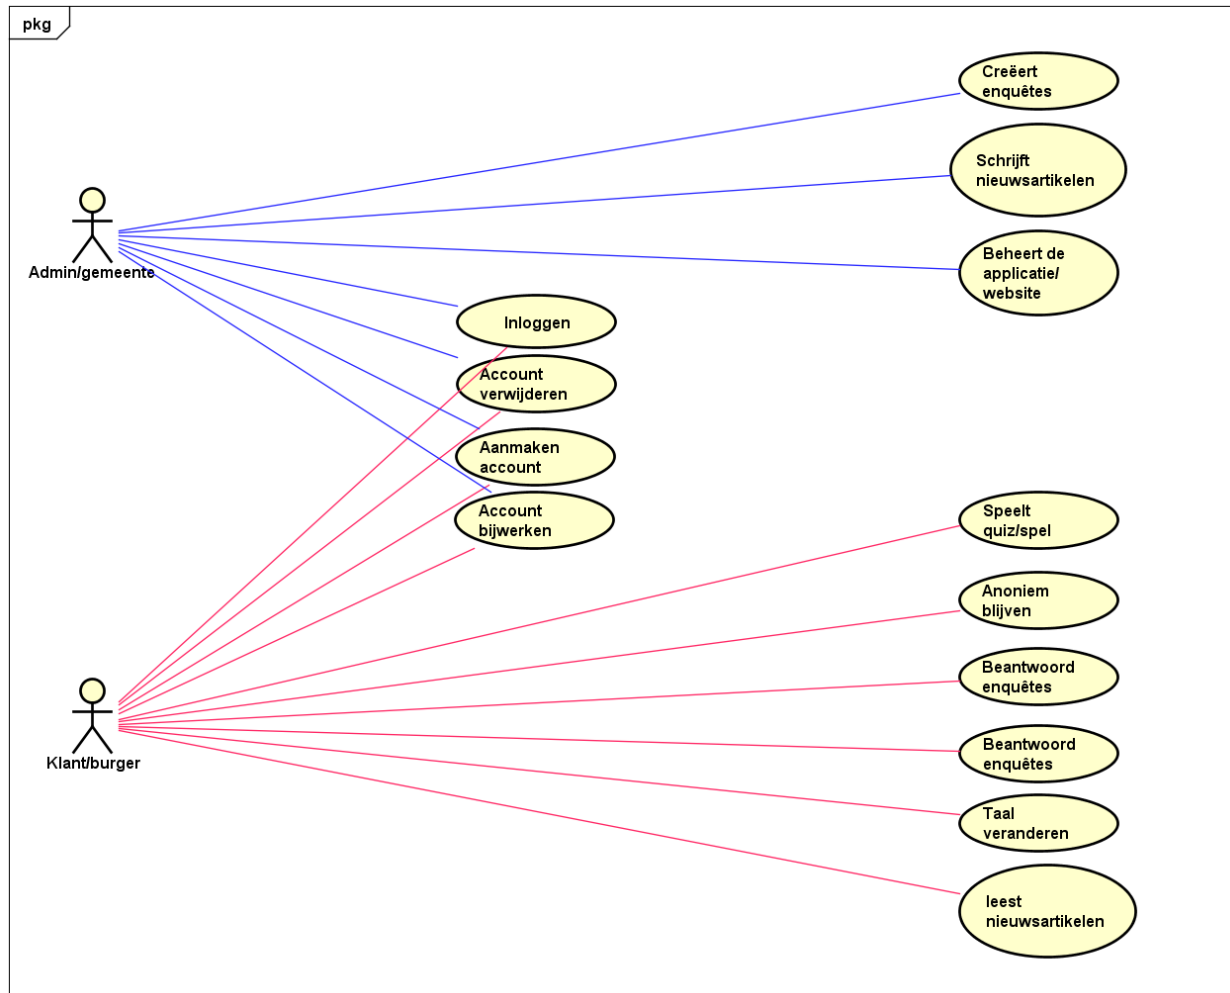 pkg
Creëert
enquêtes
Schrijft
nieuwsartikelen
Admin/gemeente
Beheert de
applicatie/
website
Inloggen
Account
verwijderen
Aanmaken
account
Account
bijwerken
Speelt
quiz/spel
Anoniem
blijven
Beantwoord
enquêtes
Klant/burger
Beantwoord
enquêtes
Taal
veranderen
leest
nieuwsartikelen